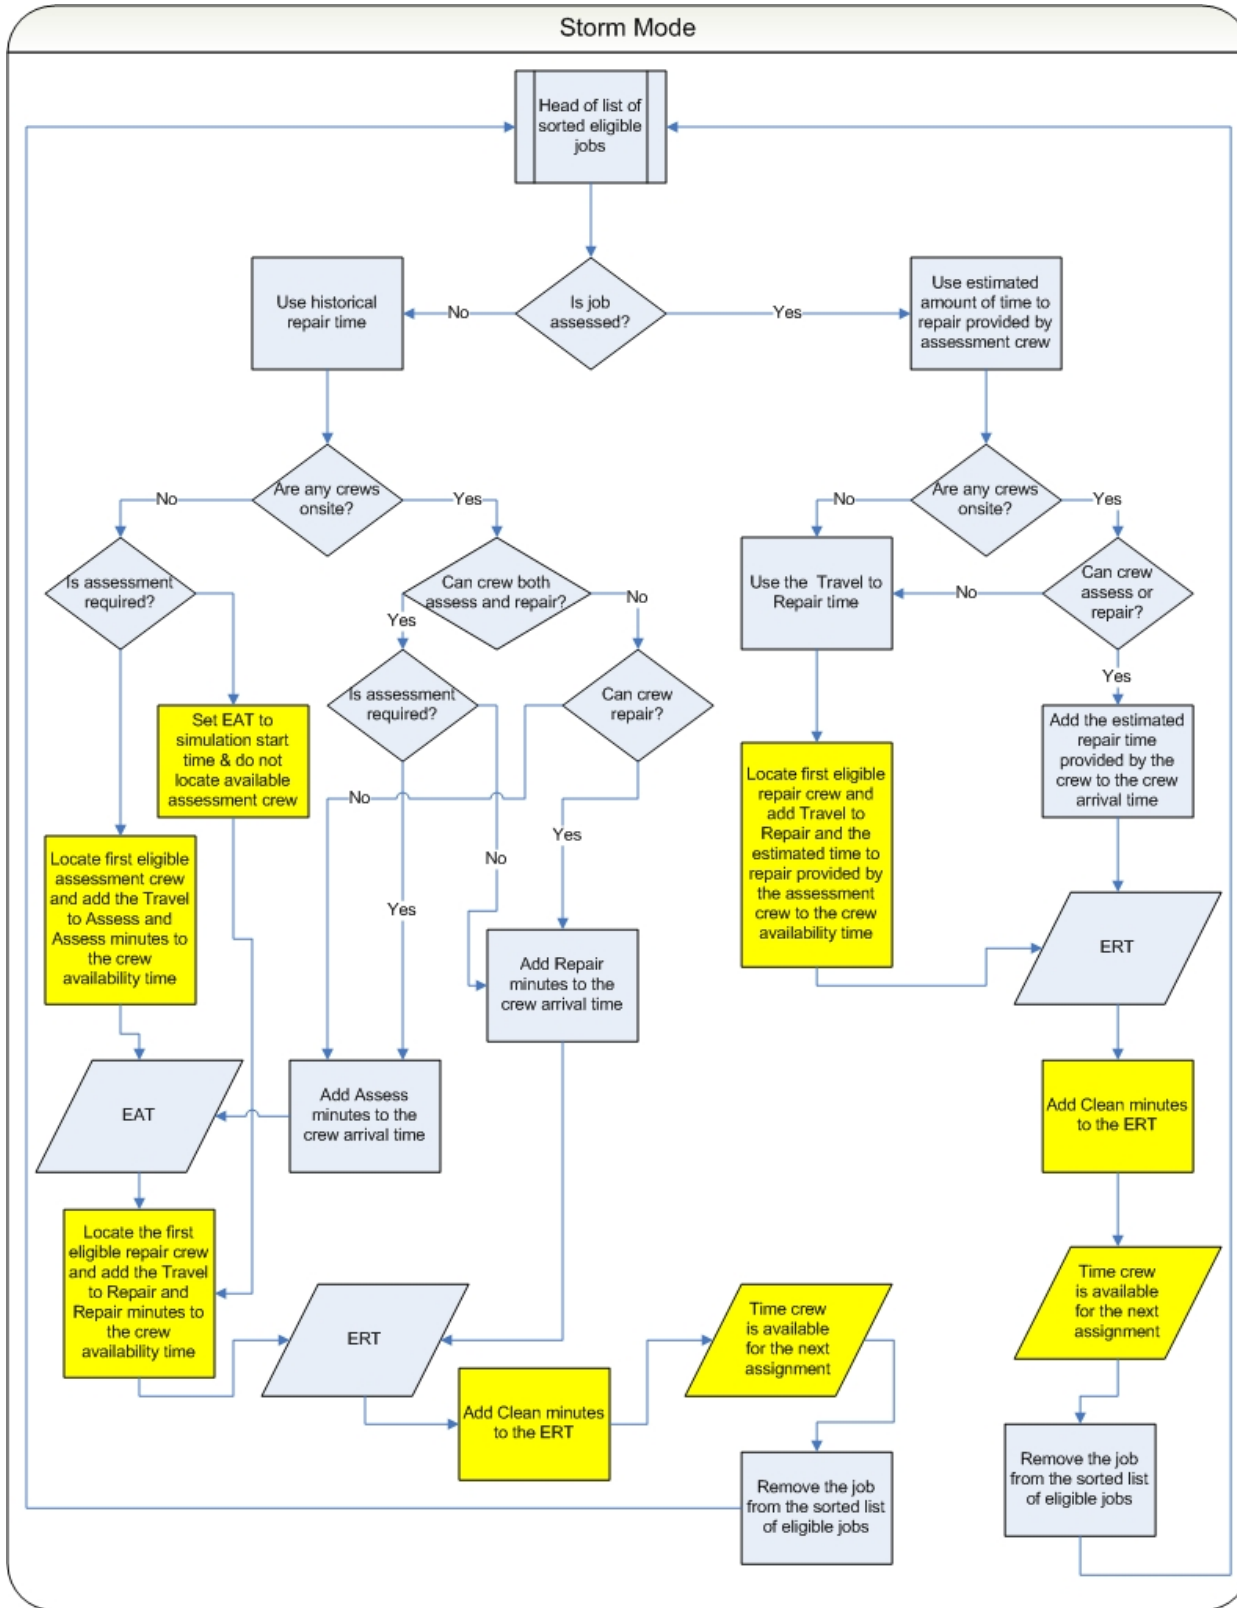 Storm Mode
Head of list of
sorted eligible
jobs
Use historical
repair time
No
Is job
assessed?
Yes
Use estimated
amount of time to
repair provided by
assessment crew
No
Are any crews
onsite?
Yes
No
Are any crews
onsite?
Yes
Is assessment
required?
Can crew both
assess and repair?
No
Yes
Use the Travel to
Repair time
No
Can crew
assess or
repair?
Yes
Is assessment
required?
Can crew
repair?
Set EAT to
simulation start
time & do not
locate available
assessment crew
No
Yes
No
Yes
Locate first eligible
repair crew and
add Travel to
Repair and the
estimated time to
repair provided by
the assessment
crew to the crew
availability time
Add the estimated
repair time
provided by the
crew to the crew
arrival time
Locate first eligible
assessment crew
and add the Travel
to Assess and
Assess minutes to
the crew
availability time
Add Repair
minutes to the
crew arrival time
ERT
EAT
Add Assess
minutes to the
crew arrival time
Add Clean minutes
to the ERT
Locate the first
eligible repair crew
and add the Travel
to Repair and
Repair minutes to
the crew
availability time
ERT
Add Clean minutes
to the ERT
Time crew
is available
for the next
assignment
Time crew
is available
for the next
assignment
Remove the job
from the sorted list
of eligible jobs
Remove the job
from the sorted list
of eligible jobs